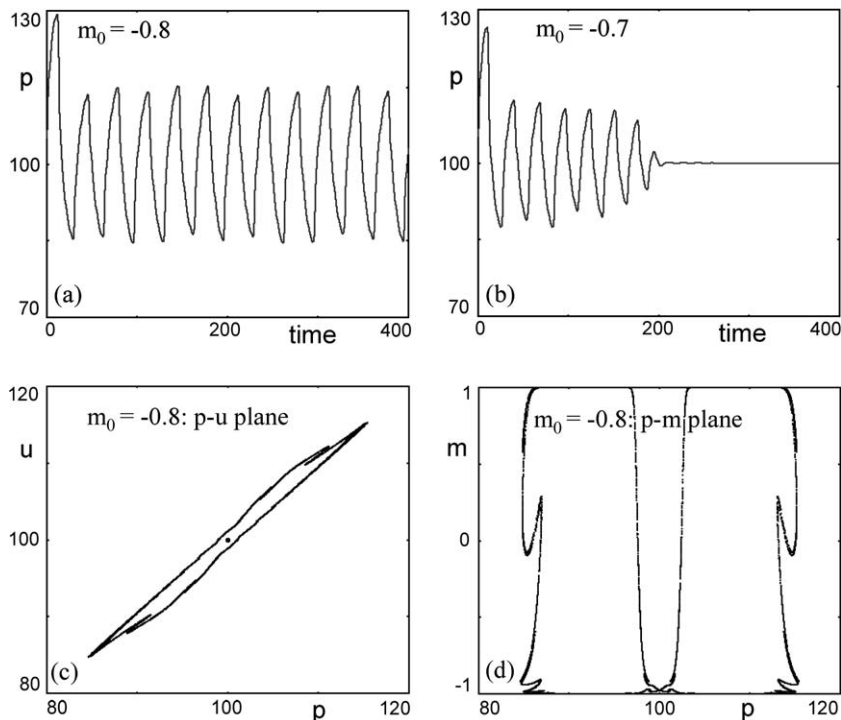 130
m₀ = -0.8
p
100
(a)
70
0
200
time
400
130
m₀ = -0.7
p
100
(b)
70
0
200
time
400
120
m₀ = -0.8: p-u plane
u
100
(c)
80
80
100
p
120
1
m₀ = -0.8: p-m plane
m
0
(d)
-1
80
100
p
120